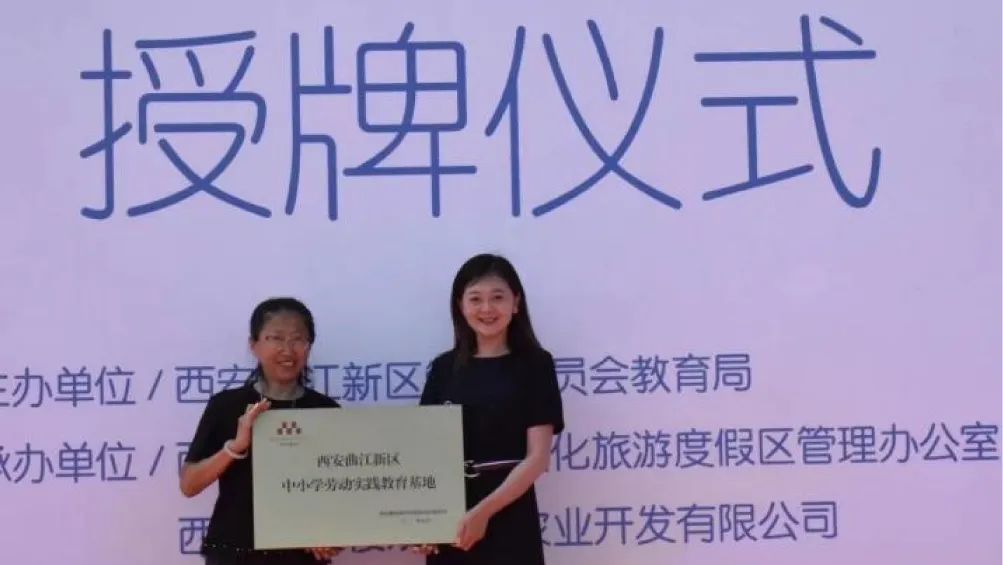 授牌仪式
主办单位 / 西安 江新区 员会教育局
承办单位 / 西 化旅游度假区管理办公室
西 农业开发有限公司
西安曲江新区
中小学劳动实践教育基地